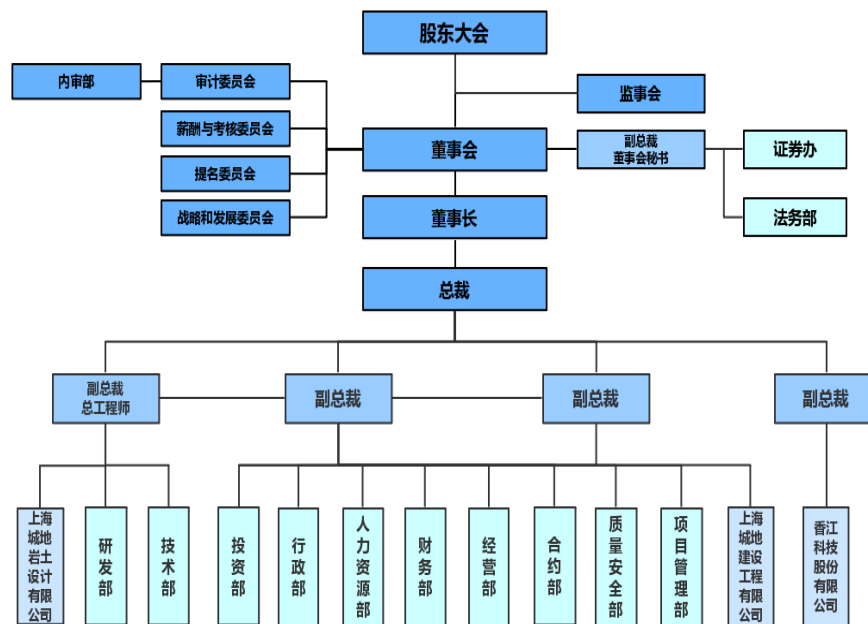 股东大会
内审部
审计委员会
监事会
薪酬与考核委员会
董事会
副总裁
董事会秘书
证券办
提名委员会
战略和发展委员会
董事长
法务部
总裁
副总裁
总工程师
副总裁
副总裁
副总裁
上海
城地
岩土
设计
有限
公司
研发部
技术部
投资部
行政部
人力资源部
财务部
经营部
合约部
质量安全部
项目管理部
上海
城地
建设
工程
有限
公司
香江
科技
股份
有限
公司